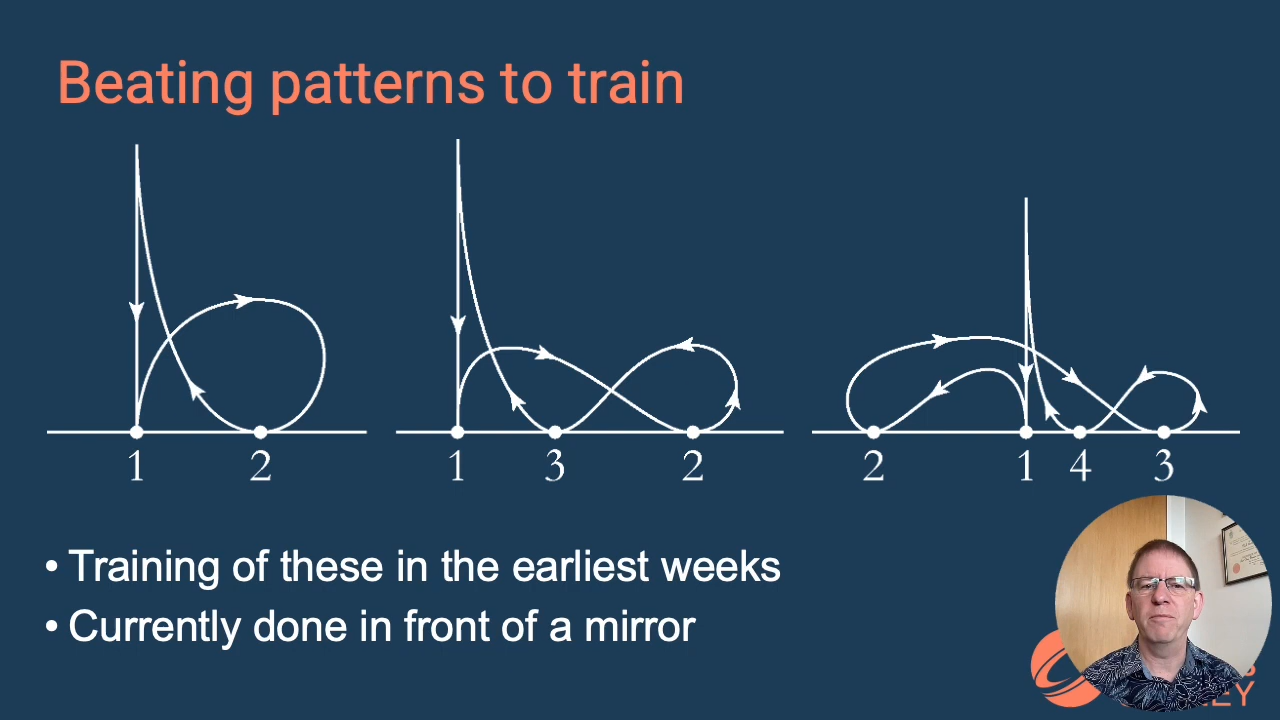 Beating patterns to train
1 2 1 3 2 2 1 4 3
• Training of these in the earliest weeks
• Currently done in front of a mirror